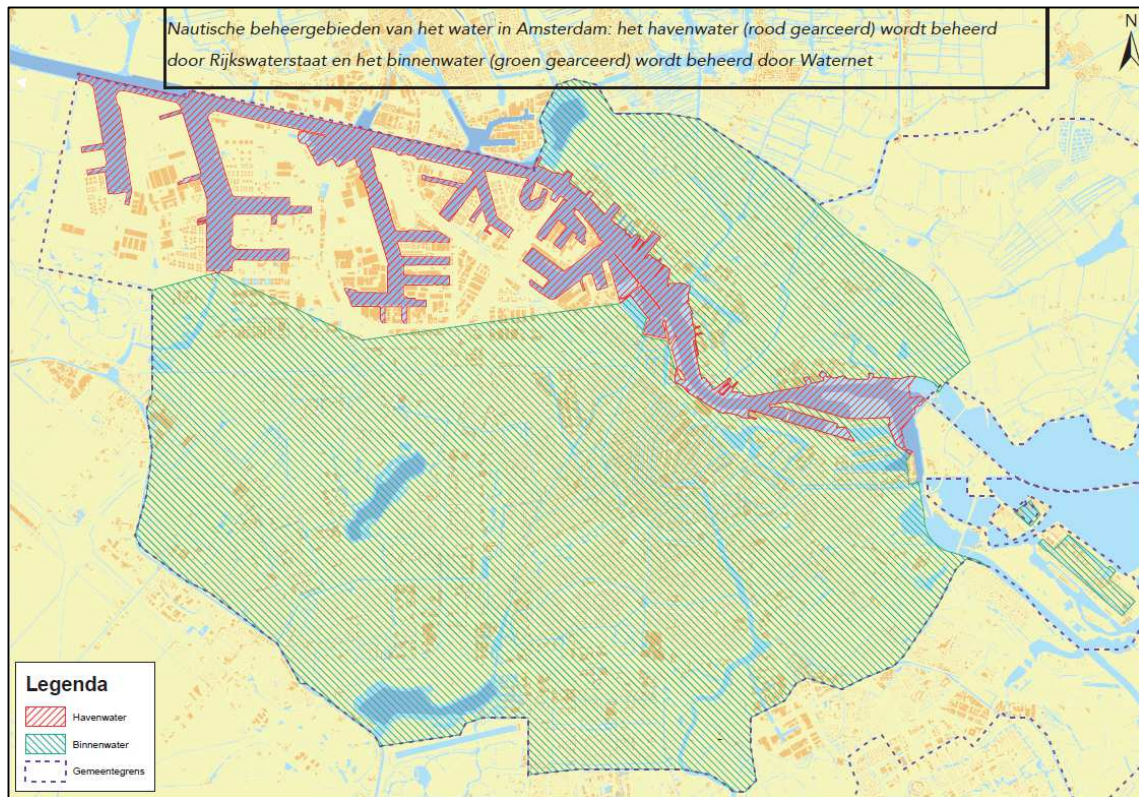 Nautische beheergebieden van het water in Amsterdam: het havenwater (rood gearceerd) wordt beheerd
door Rijkswaterstaat en het binnenwater (groen gearceerd) wordt beheerd door Waternet
N
Legenda
Havenwater
Binnenwater
Gemeentegrens